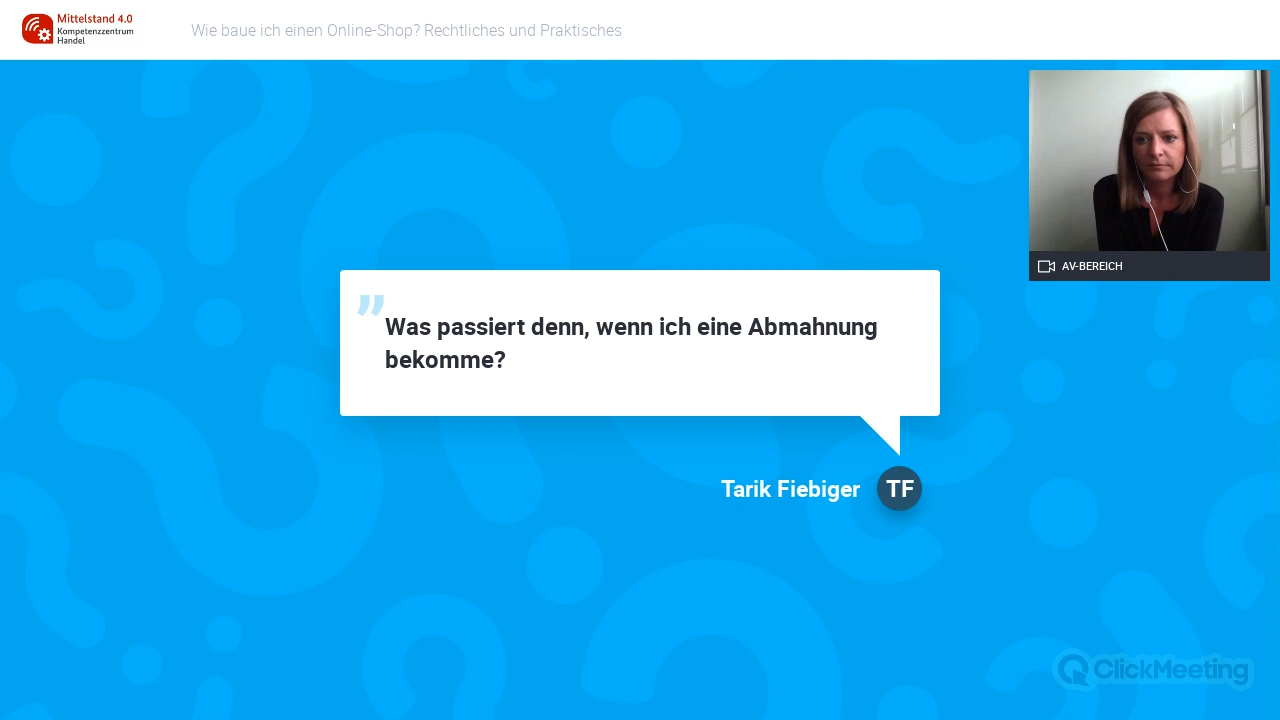 Mittelstand 4.0
Kompetenzzentrum
Handel
Wie baue ich einen Online-Shop? Rechtliches und Praktisches
AV-BEREICH
” Was passiert denn, wenn ich eine Abmahnung
bekomme?
Tarik Fiebiger TF
ClickMeeting